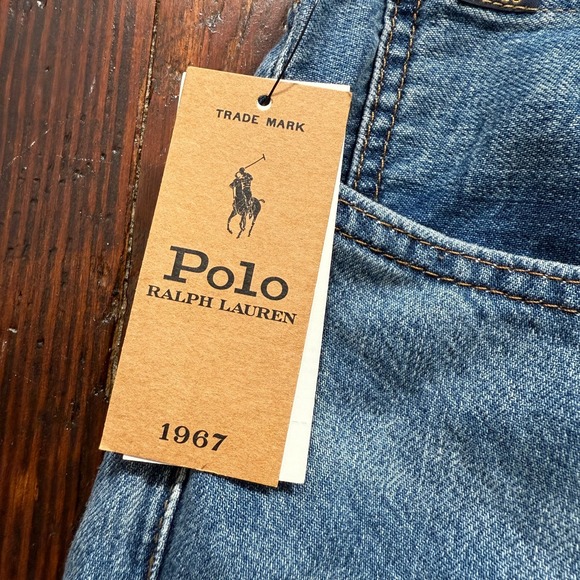 TRADE MARK
Polo
RALPH LAUREN
1967